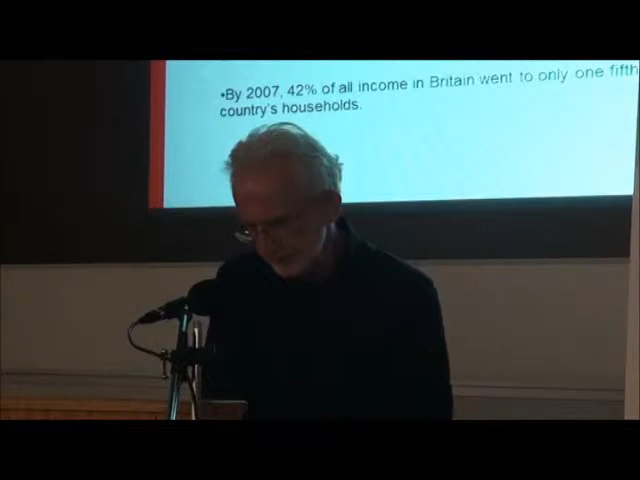 •By 2007, 42% of all income in Britain went to only one fifth
country's households.